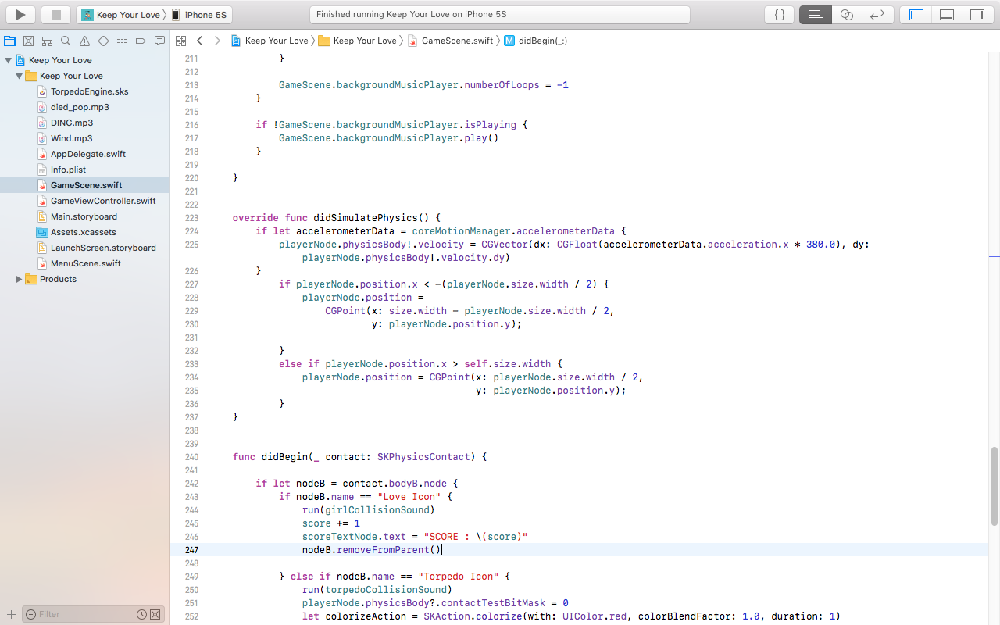 Keep Your Love
iPhone 5S
Finished running Keep Your Love on iPhone 5S
Keep Your Love
Keep Your Love
GameScene.swift
M
didBegin(_:)
Keep Your Love
Keep Your Love
TorpedoEngine.sks
died_pop.mp3
DING.mp3
Wind.mp3
AppDelegate.swift
Info.plist
GameScene.swift
GameViewController.swift
Main.storyboard
Assets.xcassets
LaunchScreen.storyboard
MenuScene.swift
Products
Filter
211 }
212
213 GameScene.backgroundMusicPlayer.numberOfLoops = -1
214 }
215
216 if !GameScene.backgroundMusicPlayer.isPlaying {
217 GameScene.backgroundMusicPlayer.play()
218 }
219
220 }
221
222
223 override func didSimulatePhysics() {
224 if let accelerometerData = coreMotionManager.accelerometerData {
225 playerNode.physicsBody!.velocity = CGVector(dx: CGFloat(accelerometerData.acceleration.x * 380.0), dy:
playerNode.physicsBody!.velocity.dy)
226 }
227 if playerNode.position.x < -(playerNode.size.width / 2) {
228 playerNode.position =
229 CGPoint(x: size.width - playerNode.size.width / 2,
230 y: playerNode.position.y);
231
232 }
233 else if playerNode.position.x > self.size.width {
234 playerNode.position = CGPoint(x: playerNode.size.width / 2,
235 y: playerNode.position.y);
236 }
237 }
238
239
240 func didBegin(_ contact: SKPhysicsContact) {
241
242 if let nodeB = contact.bodyB.node {
243 if nodeB.name == "Love Icon" {
244 run(girlCollisionSound)
245 score += 1
246 scoreTextNode.text = "SCORE : \(score)"
247 nodeB.removeFromParent()
248
249 } else if nodeB.name == "Torpedo Icon" {
250 run(torpedoCollisionSound)
251 playerNode.physicsBody?.contactTestBitMask = 0
252 let colorizeAction = SKAction.colorize(with: UIColor.red, colorBlendFactor: 1.0, duration: 1)